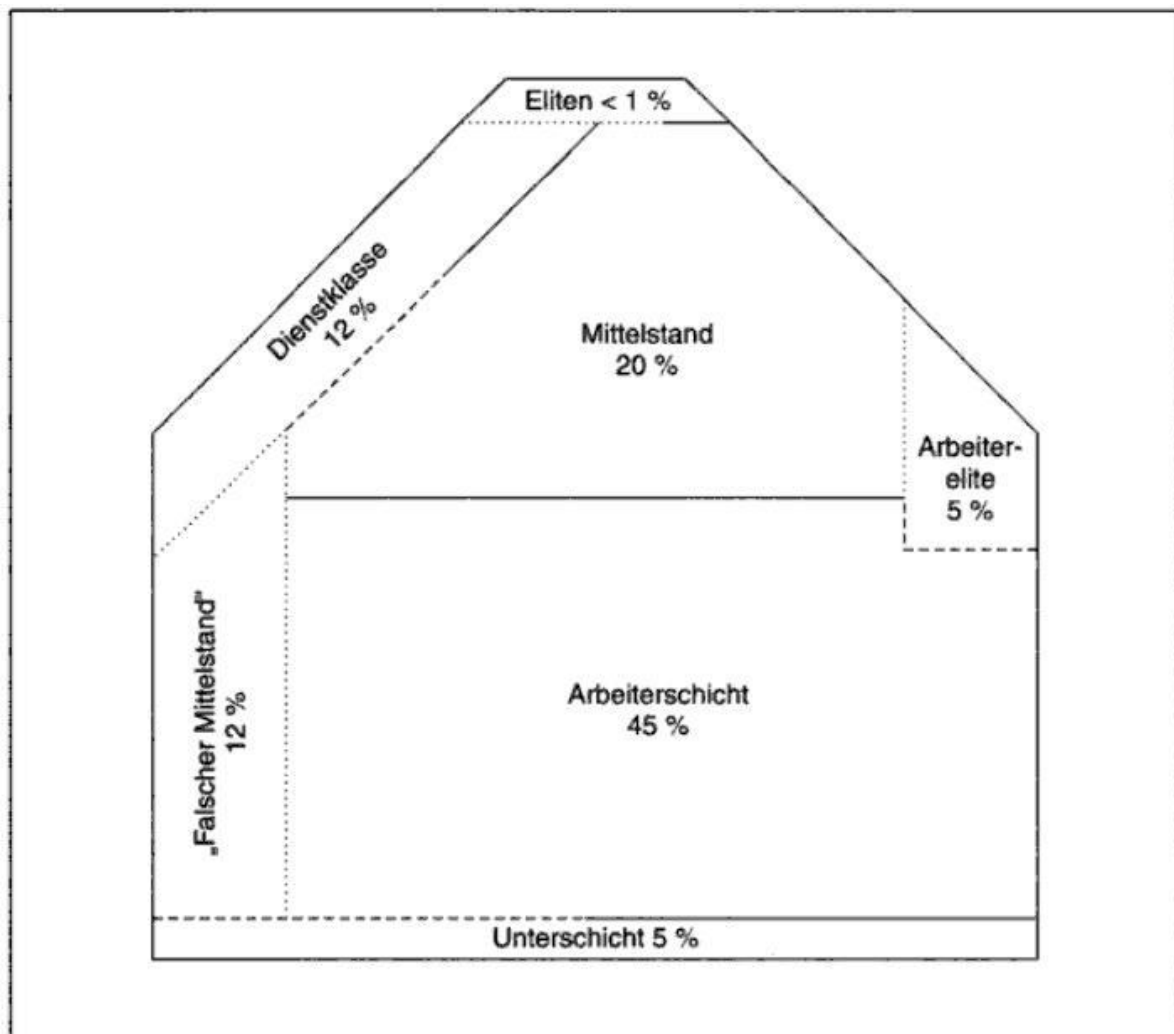 Eliten < 1 %
Dienstklasse
12 %
Mittelstand
20 %
Arbeiter-
elite
5 %
„Falscher Mittelstand"
12 %
Arbeiterschicht
45 %
Unterschicht 5 %